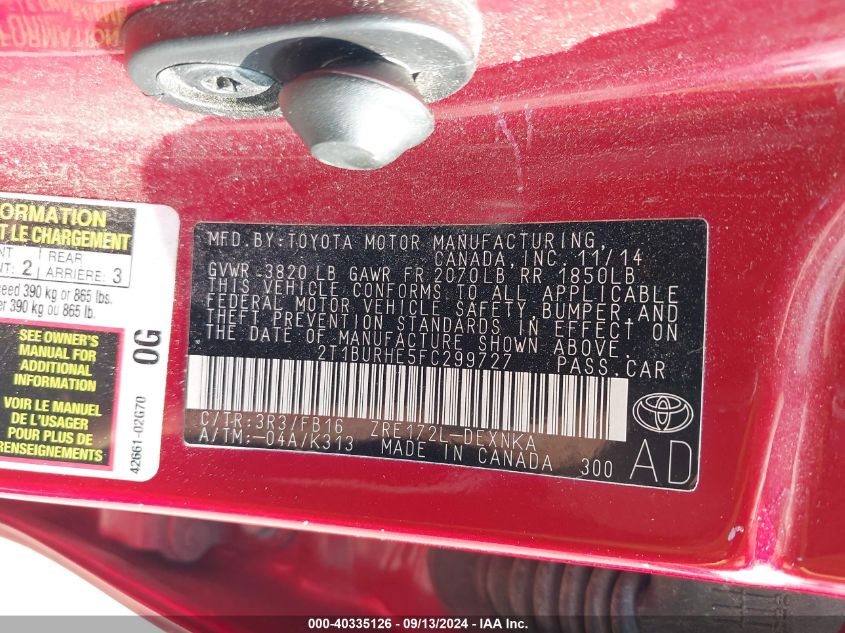 FORMATION
ORMATION
T LE CHARGEMENT
NT REAR
NT: 2 ARRIÈRE: 3
ceed 390 kg or 865 lbs.
er 390 kg ou 865 lb.
SEE OWNER'S
MANUAL FOR
ADDITIONAL
INFORMATION
VOIR LE MANUEL
DE L'USAGER
POUR PLUS DE
RENSEIGNEMENTS
0G
42661-02G70
MFD. BY: TOYOTA MOTOR MANUFACTURING,
CANADA, INC. 11/14
GVWR 3820 LB GAWR FR 2070LB RR 1850LB
THIS VEHICLE CONFORMS TO ALL APPLICABLE
FEDERAL MOTOR VEHICLE SAFETY, BUMPER, AND
THEFT PREVENTION STANDARDS IN EFFECT ON
THE DATE OF MANUFACTURE SHOWN ABOVE.
2T1BURHE5FC299727 PASS. CAR
C/TR: 3R3/FB16 ZRE172L-DEXNKA
A/TM:-04A/K313 MADE IN CANADA 300
AD
000-40335126 - 09/13/2024 - IAA, Inc.